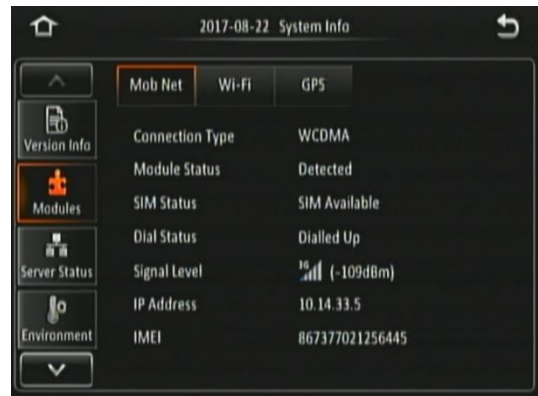 2017-08-22 System Info
Mob Net Wi-Fi GPS
Version Info
Modules
Server Status
Environment
Connection Type WCDMA
Module Status Detected
SIM Status SIM Available
Dial Status Dialled Up
Signal Level 3G (-109dBm)
IP Address 10.14.33.5
IMEI 867377021256445